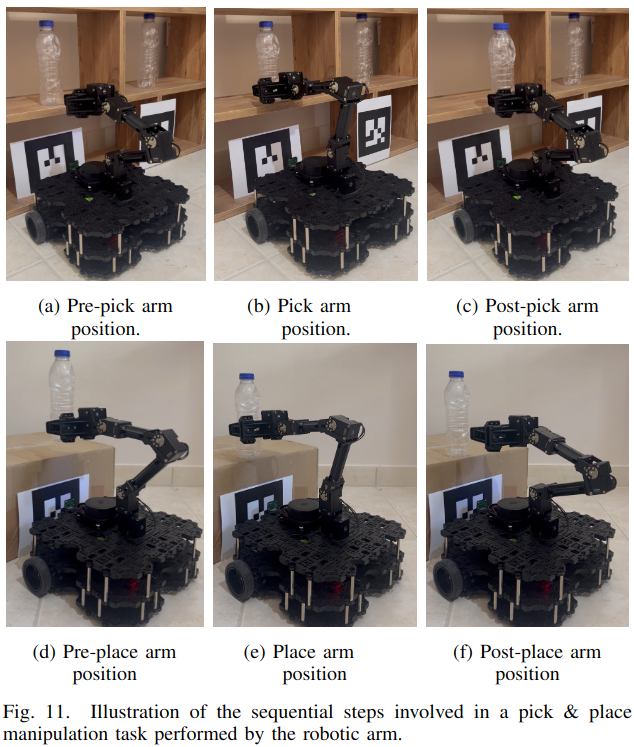 (a) Pre-pick arm
position.
(b) Pick arm
position.
(c) Post-pick arm
position.
(d) Pre-place arm
position
(e) Place arm
position
(f) Post-place arm
position
Fig. 11. Illustration of the sequential steps involved in a pick & place
manipulation task performed by the robotic arm.